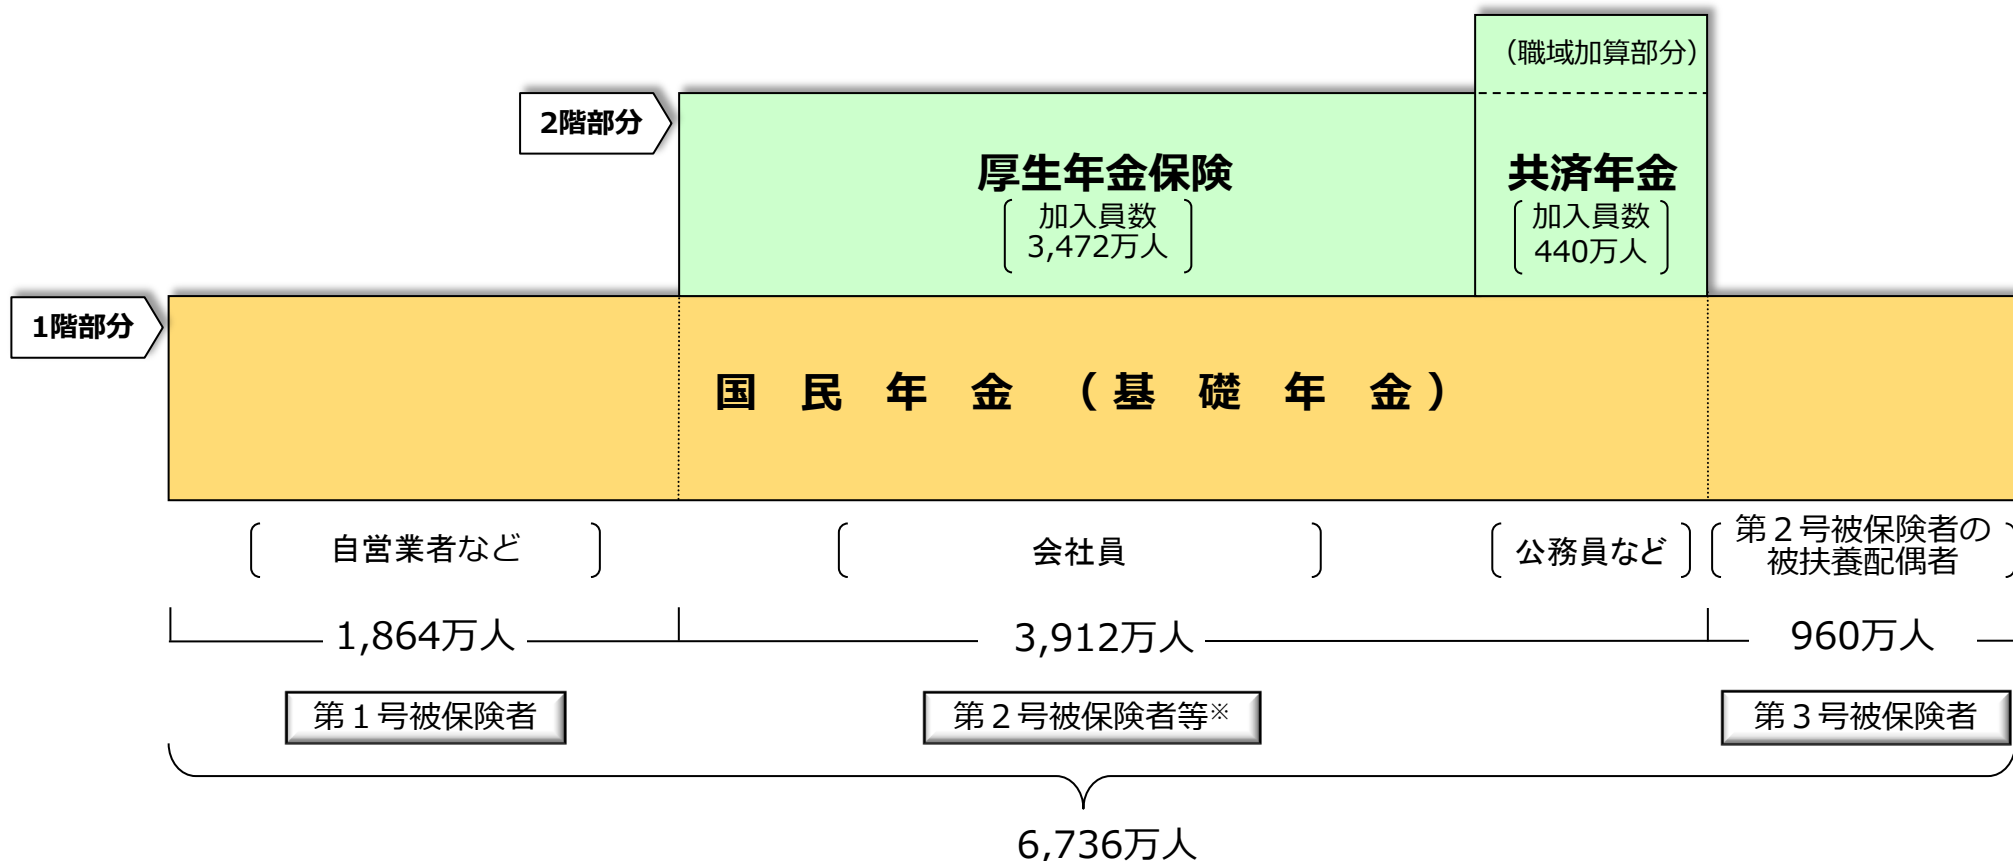 （職域加算部分）
2階部分
厚生年金保険
加入員数
3,472万人
共済年金
加入員数
440万人
1階部分
国 民 年 金 （ 基 礎 年 金 ）
自営業者など
会社員
公務員など
第２号被保険者の
被扶養配偶者
1,864万人
3,912万人
960万人
第１号被保険者
第２号被保険者等※
第３号被保険者
6,736万人